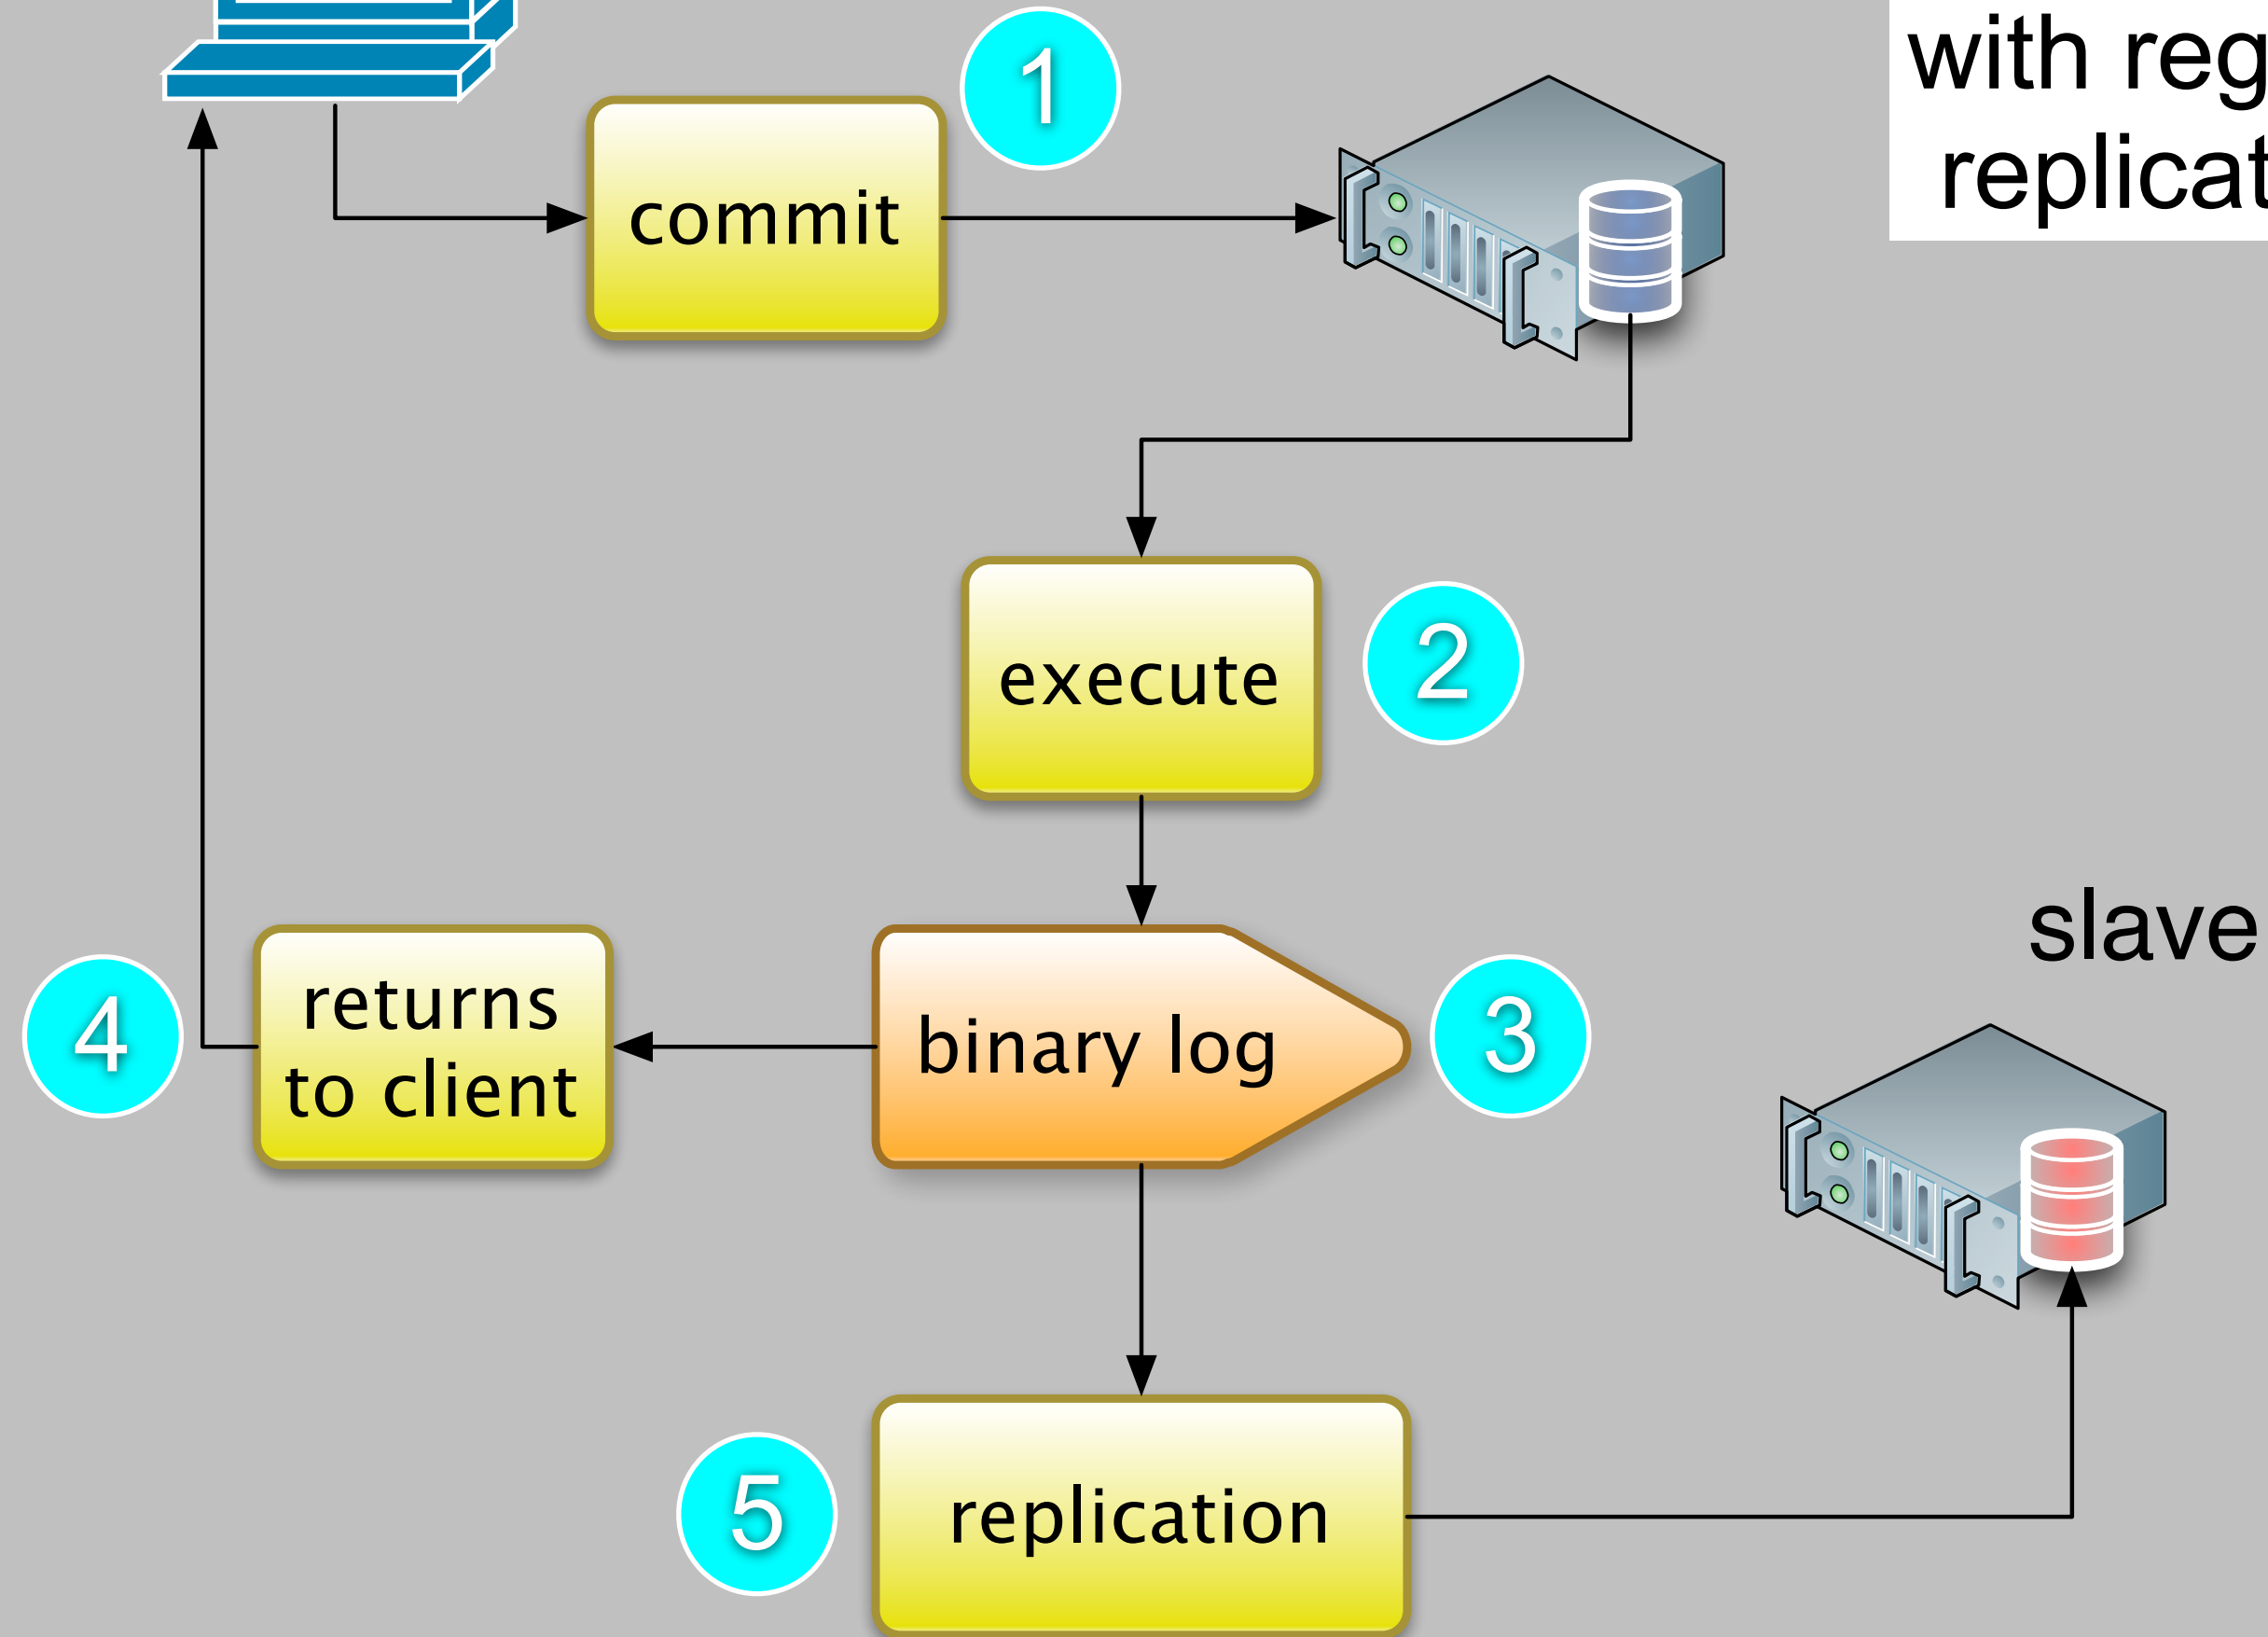 with reg
replicat
1
commit
execute
2
slave
4
returns
to client
binary log
3
5
replication